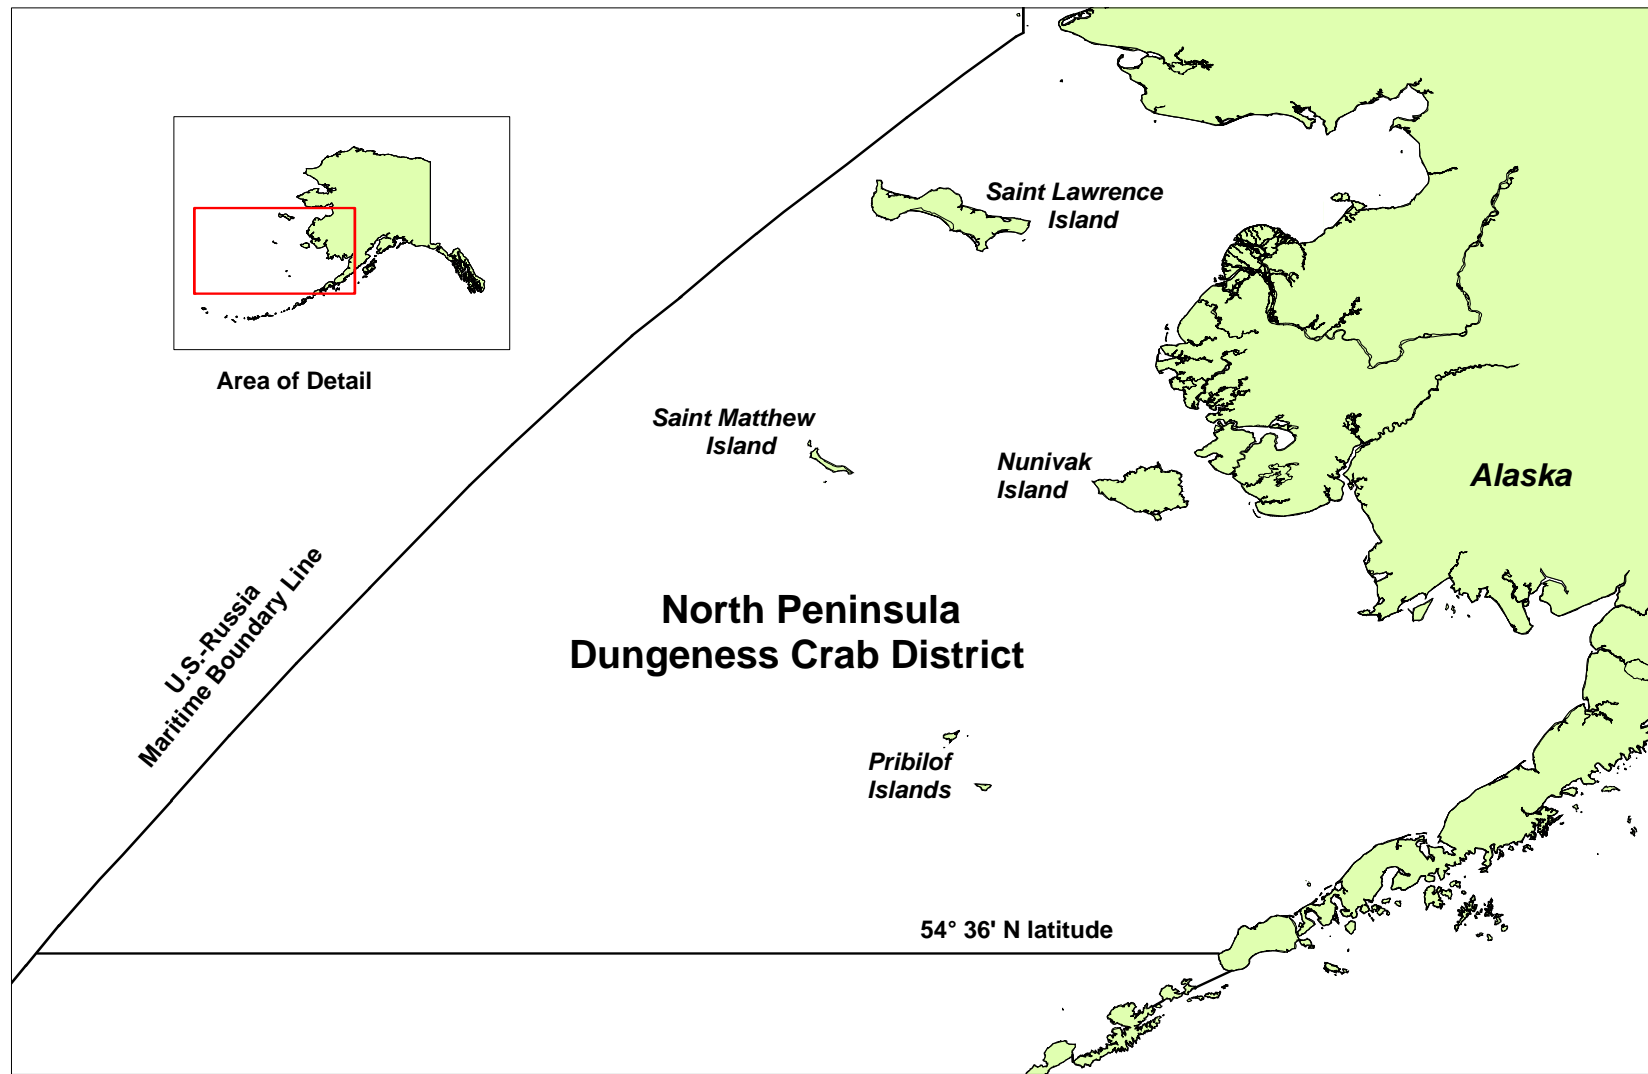 Saint Lawrence
Island
Area of Detail
Saint Matthew
Island
Nunivak
Island
Alaska
U.S.-Russia
Maritime Boundary Line
North Peninsula
Dungeness Crab District
Pribilof
Islands
54° 36' N latitude